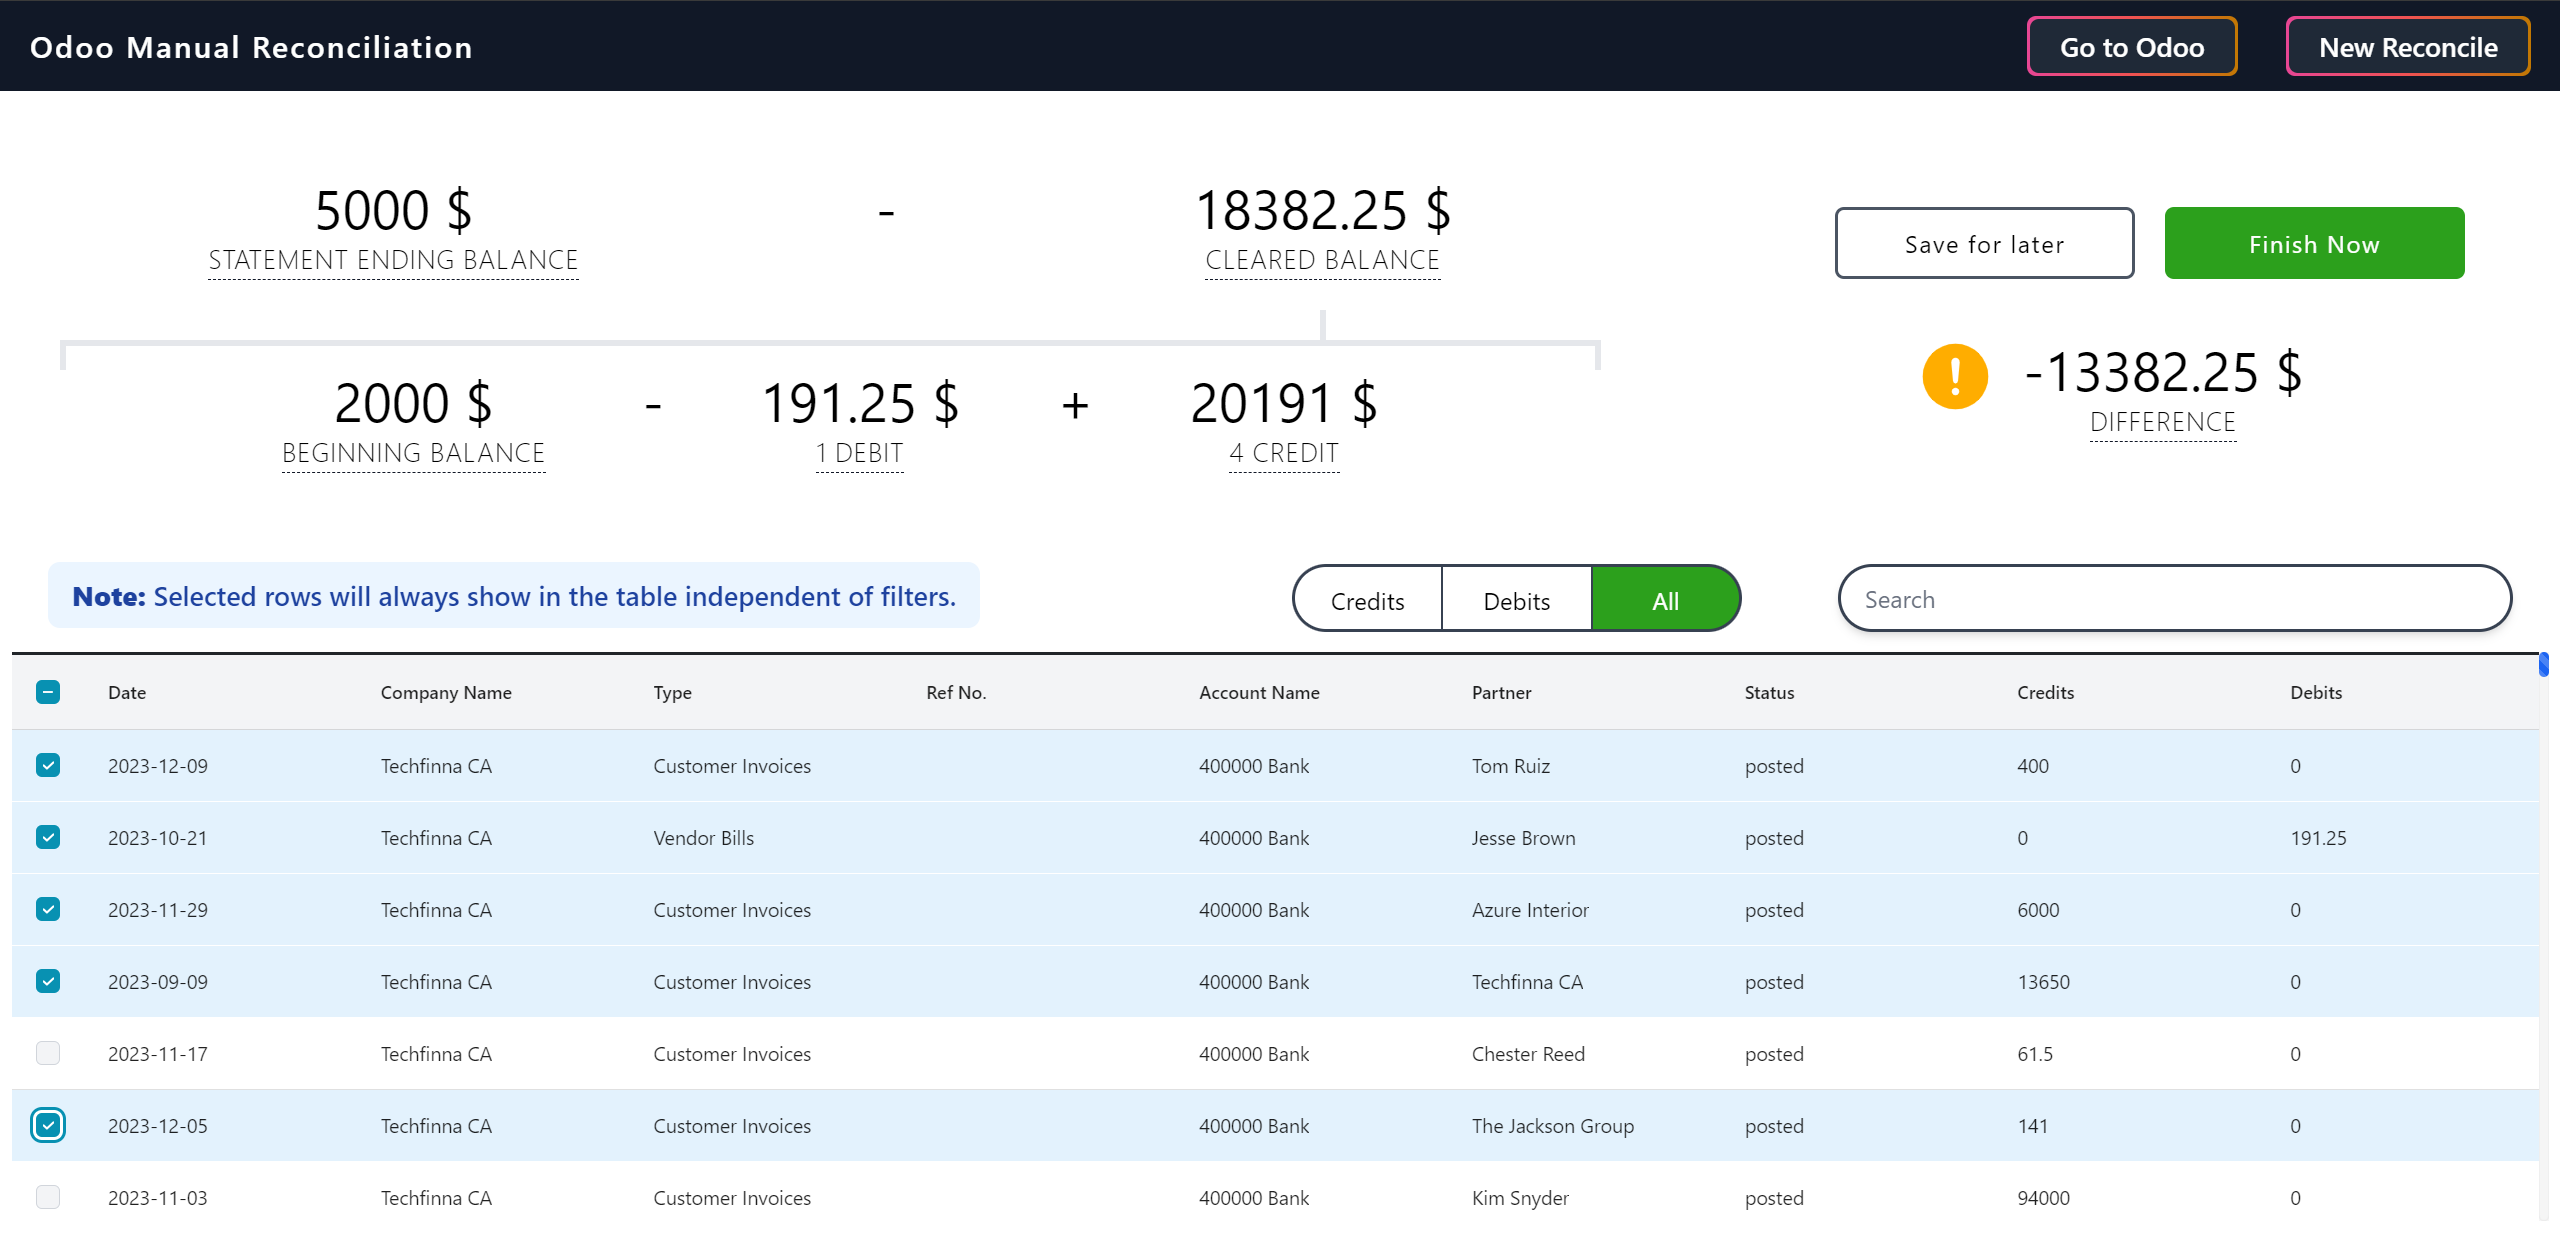 Odoo Manual Reconciliation
Go to Odoo
New Reconcile
5000 $ - 18382.25 $
STATEMENT ENDING BALANCE CLEARED BALANCE
Save for later
Finish Now
2000 $ - 191.25 $ + 20191 $
BEGINNING BALANCE 1 DEBIT 4 CREDIT
-13382.25 $
DIFFERENCE
Note: Selected rows will always show in the table independent of filters.
Credits Debits All
Search
Date Company Name Type Ref No. Account Name Partner Status Credits Debits
2023-12-09 Techfinna CA Customer Invoices 400000 Bank Tom Ruiz posted 400 0
2023-10-21 Techfinna CA Vendor Bills 400000 Bank Jesse Brown posted 0 191.25
2023-11-29 Techfinna CA Customer Invoices 400000 Bank Azure Interior posted 6000 0
2023-09-09 Techfinna CA Customer Invoices 400000 Bank Techfinna CA posted 13650 0
2023-11-17 Techfinna CA Customer Invoices 400000 Bank Chester Reed posted 61.5 0
2023-12-05 Techfinna CA Customer Invoices 400000 Bank The Jackson Group posted 141 0
2023-11-03 Techfinna CA Customer Invoices 400000 Bank Kim Snyder posted 94000 0